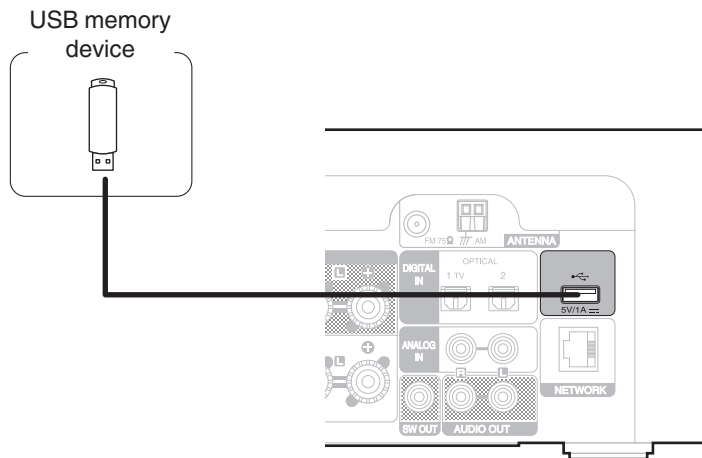 USB memory
device
FM 75Ω
AM
ANTENNA
DIGITAL
IN
OPTICAL
1 TV
2
5V/1A
L
+
ANALOG
IN
L
+
R
L
NETWORK
SW OUT
AUDIO OUT